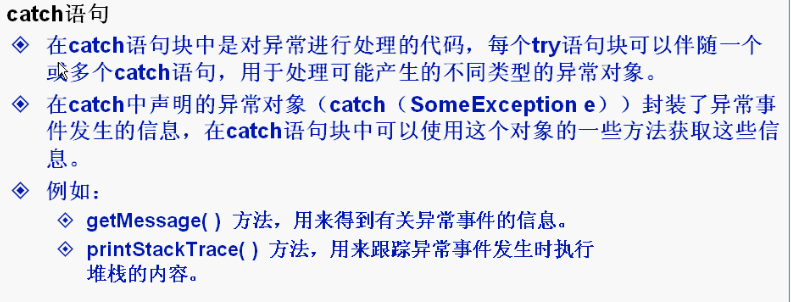 catch语句
在catch语句块中是对异常进行处理的代码，每个try语句块可以伴随一个
或多个catch语句，用于处理可能产生的不同类型的异常对象。
在catch中声明的异常对象（catch（SomeException e））封装了异常事
件发生的信息，在catch语句块中可以使用这个对象的一些方法获取这些信
息。
例如：
getMessage( ) 方法，用来得到有关异常事件的信息。
printStackTrace( ) 方法，用来跟踪异常事件发生时执行
堆栈的内容。